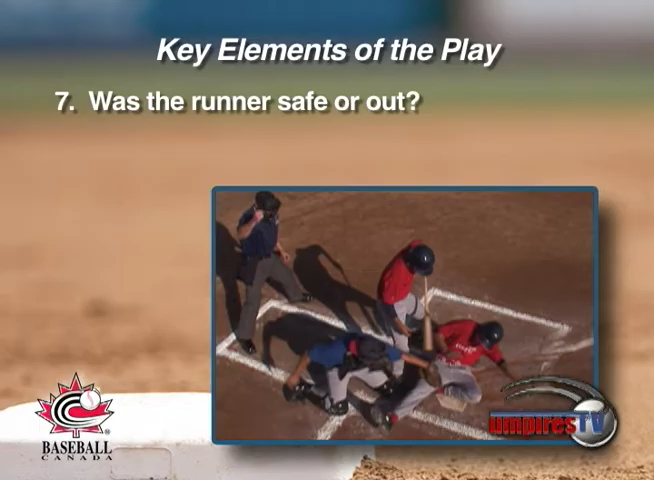 Key Elements of the Play
7. Was the runner safe or out?
BASEBALL
CANADA
umpiresTV